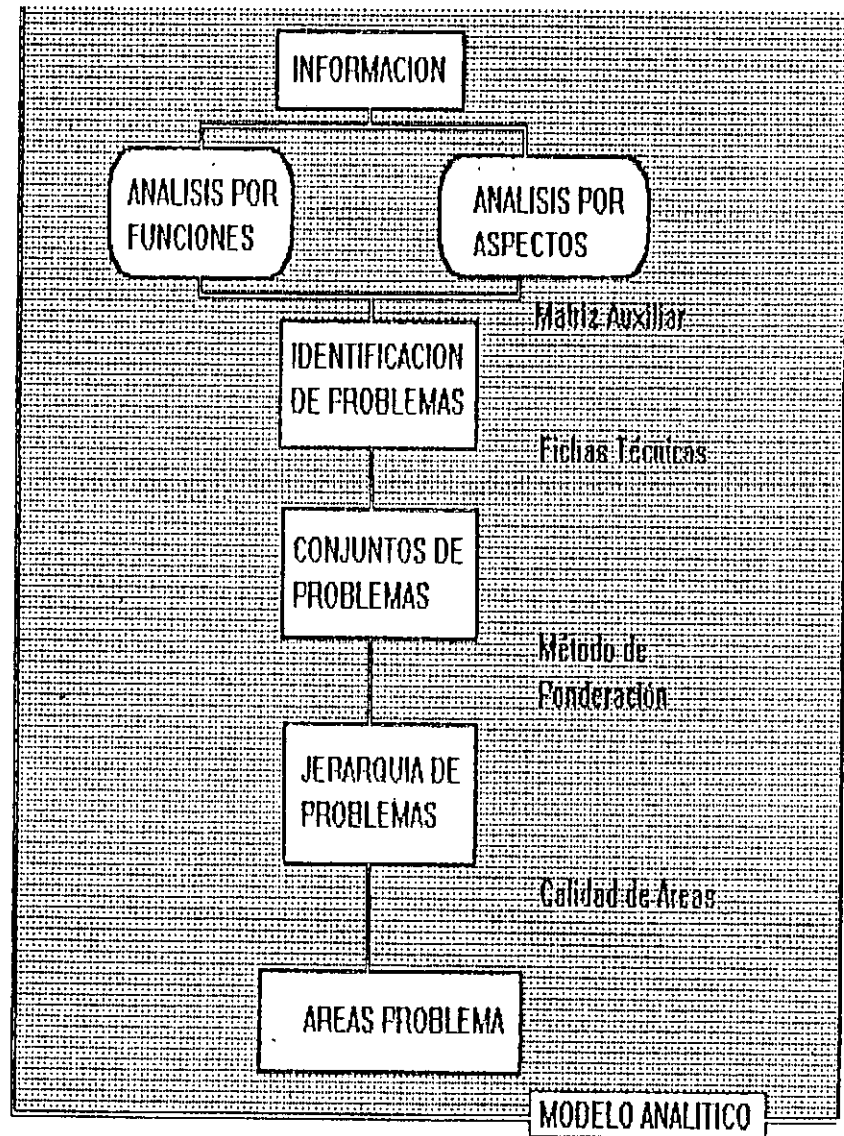 INFORMACION
ANALISIS POR
FUNCIONES
ANALISIS POR
ASPECTOS
Matriz Auxiliar
IDENTIFICACION
DE PROBLEMAS
Fichas Técnicas
CONJUNTOS DE
PROBLEMAS
Método de
Ponderación
JERARQUIA DE
PROBLEMAS
Calidad de Areas
AREAS PROBLEMA
MODELO ANALITICO